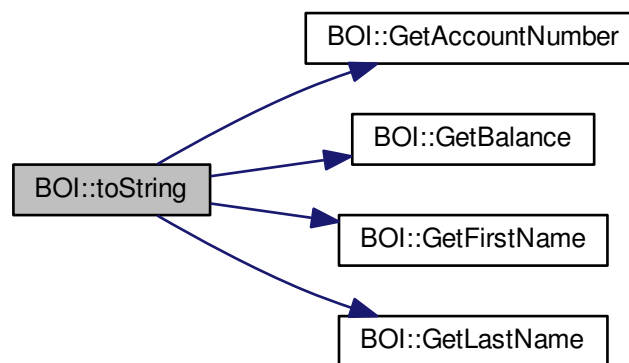 BOI::GetAccountNumber
BOI::GetBalance
BOI::toString
BOI::GetFirstName
BOI::GetLastName